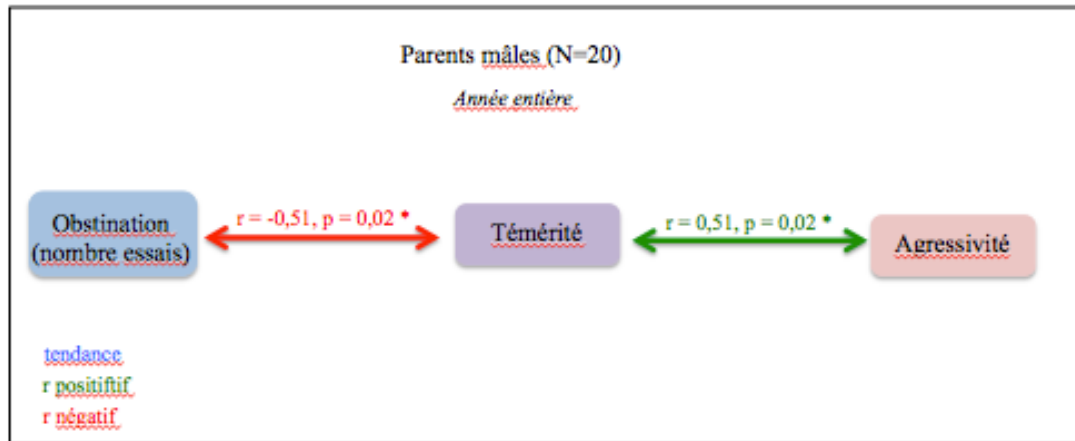 Parents mâles (N=20)
Année entière
Obstination
(nombre essais)
r = -0,51, p = 0,02 *
Témérité
r = 0,51, p = 0,02 *
Agressivité
tendance
r positiftif
r négatif